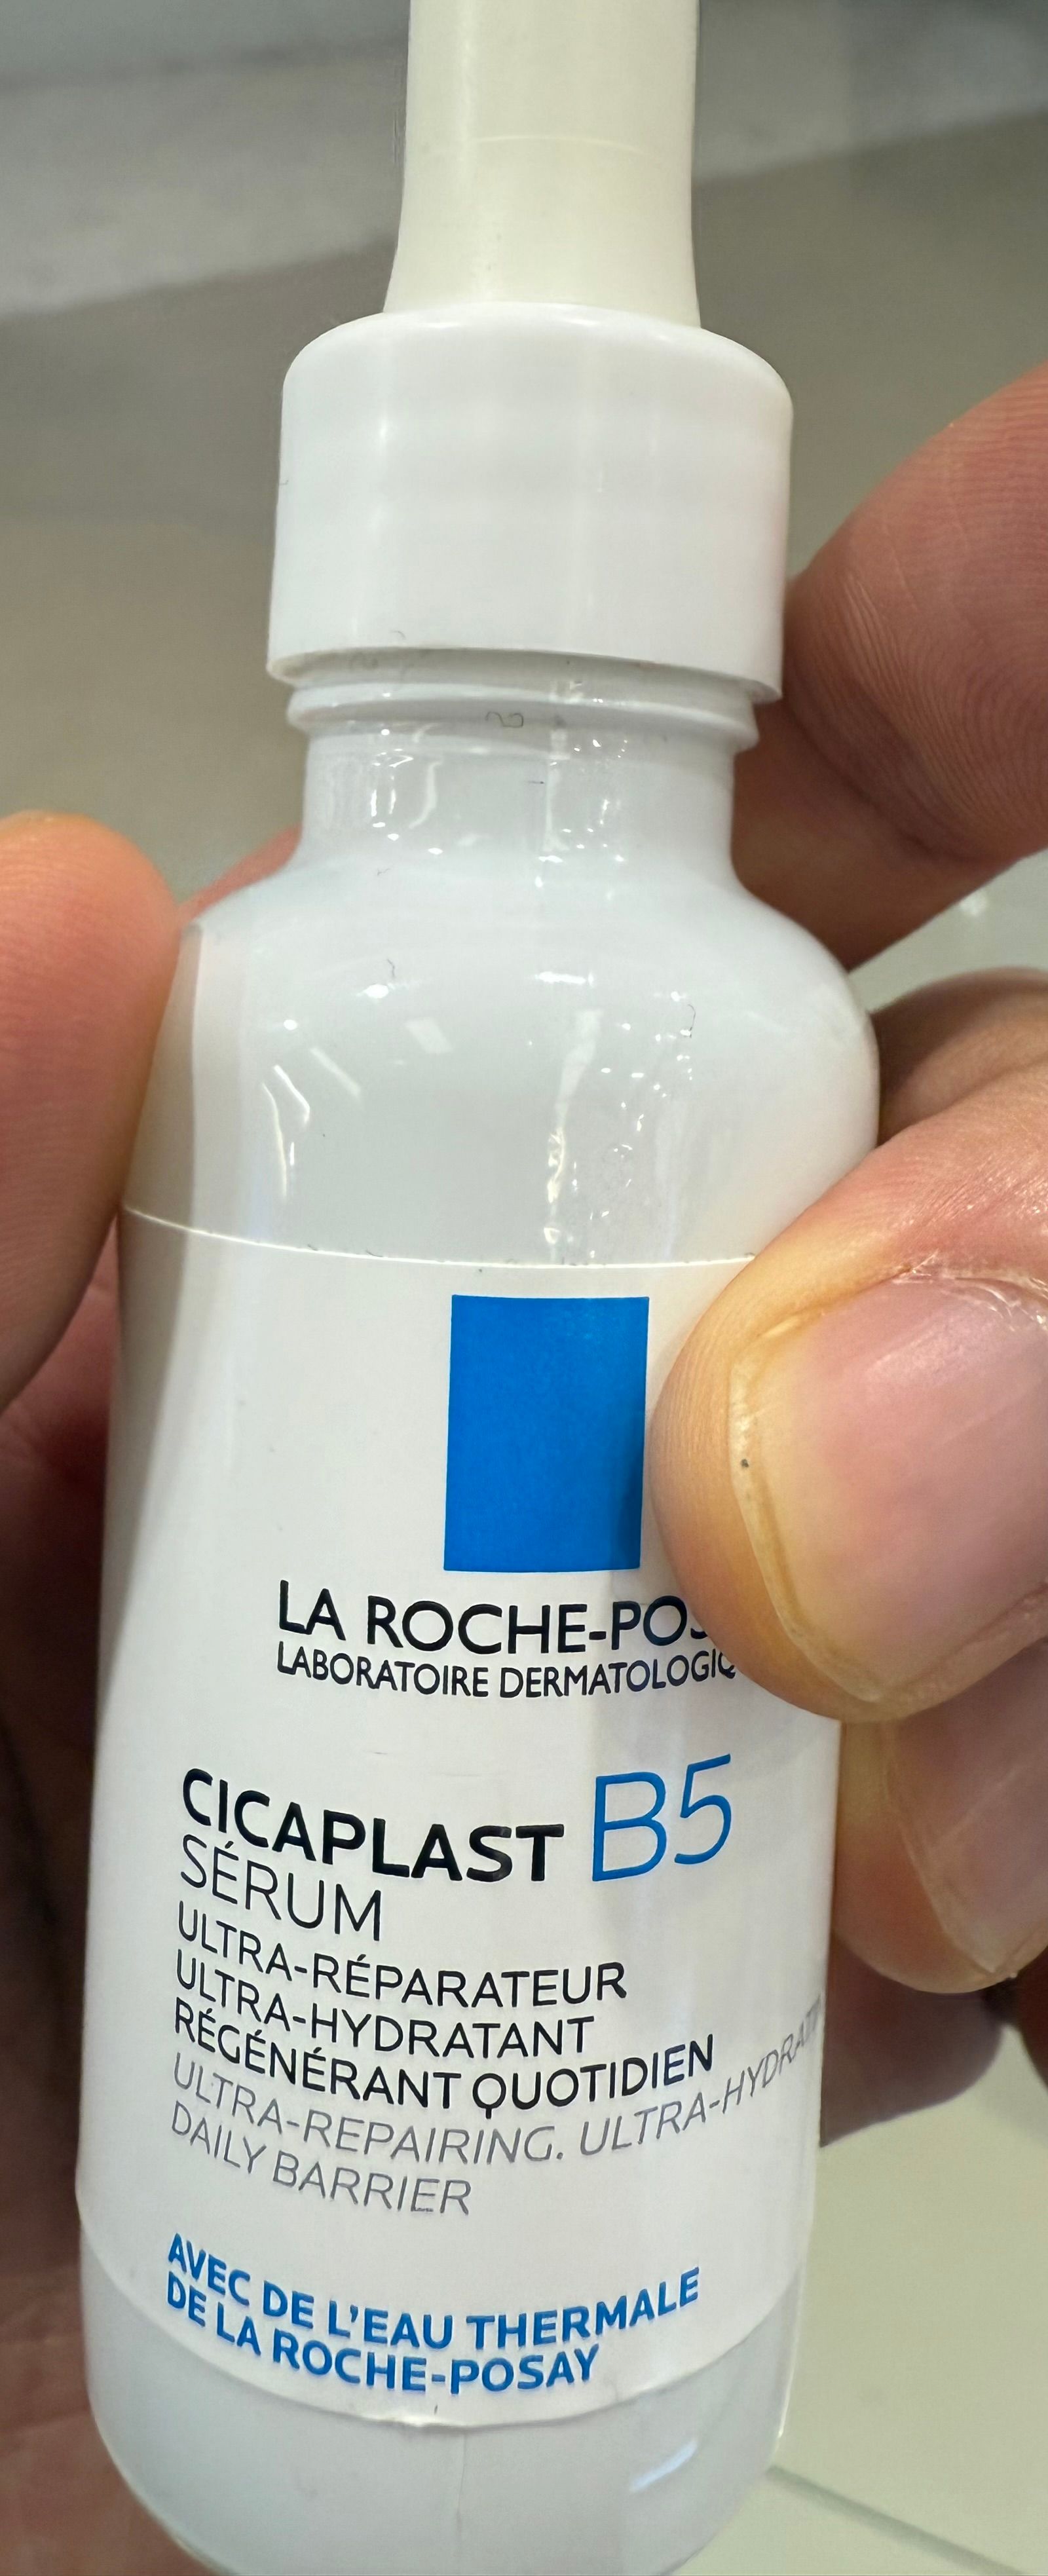 LA ROCHE-POS
LABORATOIRE DERMATOLOGIQ
CICAPLAST B5
SÉRUM
ULTRA-RÉPARATEUR
ULTRA-HYDRATANT
RÉGÉNÉRANT QUOTIDIEN
ULTRA-REPAIRING. ULTRA-HYDRATI
DAILY BARRIER
AVEC DE L'EAU THERMALE
DE LA ROCHE-POSAY